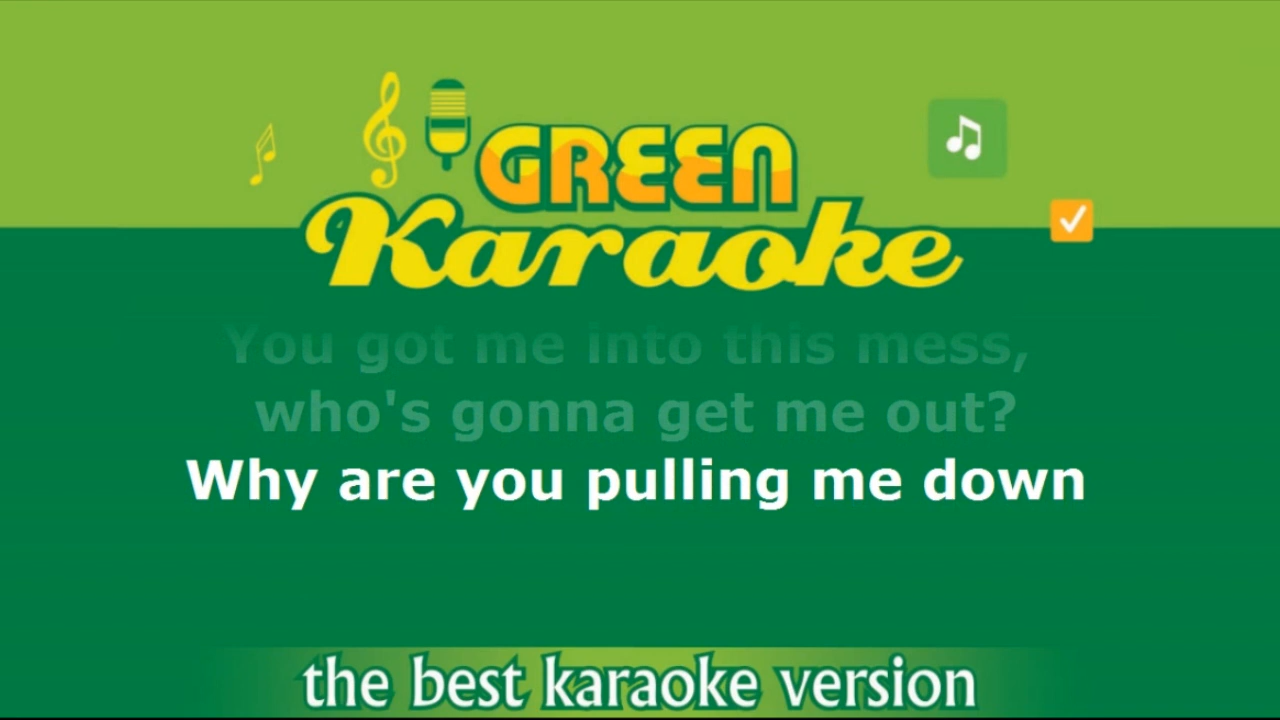 GREEN
Karaoke
You got me into this mess,
who's gonna get me out?
Why are you pulling me down
the best karaoke version